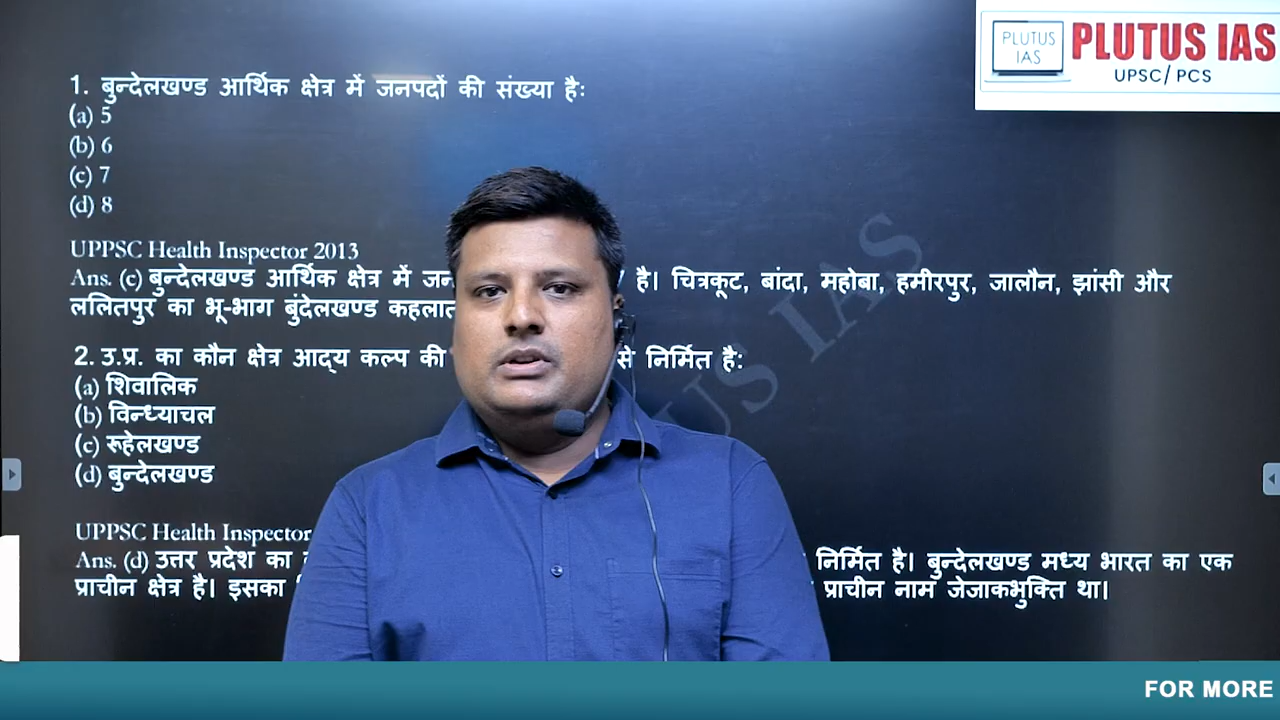 PLUTUS IAS
PLUTUS IAS
UPSC/ PCS
1. बुन्देलखण्ड आर्थिक क्षेत्र में जनपदों की संख्या है:
(a) 5
(b) 6
(c) 7
(d) 8
UPPSC Health Inspector 2013
Ans. (c) बुन्देलखण्ड आर्थिक क्षेत्र में है। चित्रकूट, बांदा, महोबा, हमीरपुर, जालौन, झांसी और
ललितपुर का भू-भाग बुंदेलखण्ड
2. उ.प्र. का कौन क्षेत्र आद्य कल्प की से निर्मित है:
(a) शिवालिक
(b) विन्ध्याचल
(c) रूहेलखण्ड
(d) बुन्देलखण्ड
UPPSC Health Inspector
Ans. (d) उत्तर प्रदेश का निर्मित है। बुन्देलखण्ड मध्य भारत का एक
प्राचीन क्षेत्र है। इसका प्राचीन नाम जेजाकभुक्ति था।
US IAS
FOR MORE